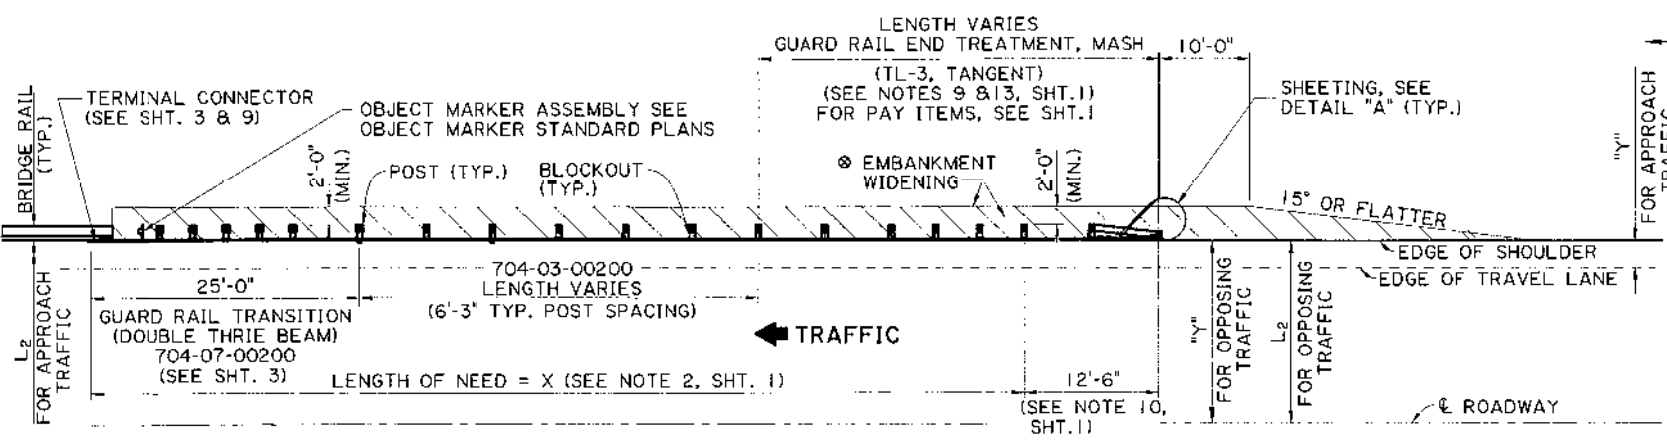 LENGTH VARIES
GUARD RAIL END TREATMENT, MASH
10'-0"
(TL-3, TANGENT)
(SEE NOTES 9 &13, SHT.1)
FOR PAY ITEMS, SEE SHT.1
SHEETING, SEE
DETAIL "A" (TYP.)
TERMINAL CONNECTOR
(SEE SHT. 3 & 9)
OBJECT MARKER ASSEMBLY SEE
OBJECT MARKER STANDARD PLANS
BRIDGE RAIL
(TYP.)
2'-0"
(MIN.)
POST (TYP.)
BLOCKOUT
(TYP.)
⊗ EMBANKMENT
WIDENING
2'-0"
(MIN.)
15° OR FLATTER
"Y"
FOR APPROACH
TRAFFIC
EDGE OF SHOULDER
EDGE OF TRAVEL LANE
704-03-00200
LENGTH VARIES
(6'-3" TYP. POST SPACING)
25'-0"
GUARD RAIL TRANSITION
(DOUBLE THRIE BEAM)
704-07-00200
(SEE SHT. 3)
L2
FOR APPROACH
TRAFFIC
TRAFFIC
LENGTH OF NEED = X (SEE NOTE 2, SHT. 1)
12'-6"
(SEE NOTE 10,
SHT.1)
"Y"
FOR OPPOSING
TRAFFIC
L2
FOR OPPOSING
TRAFFIC
℄ ROADWAY